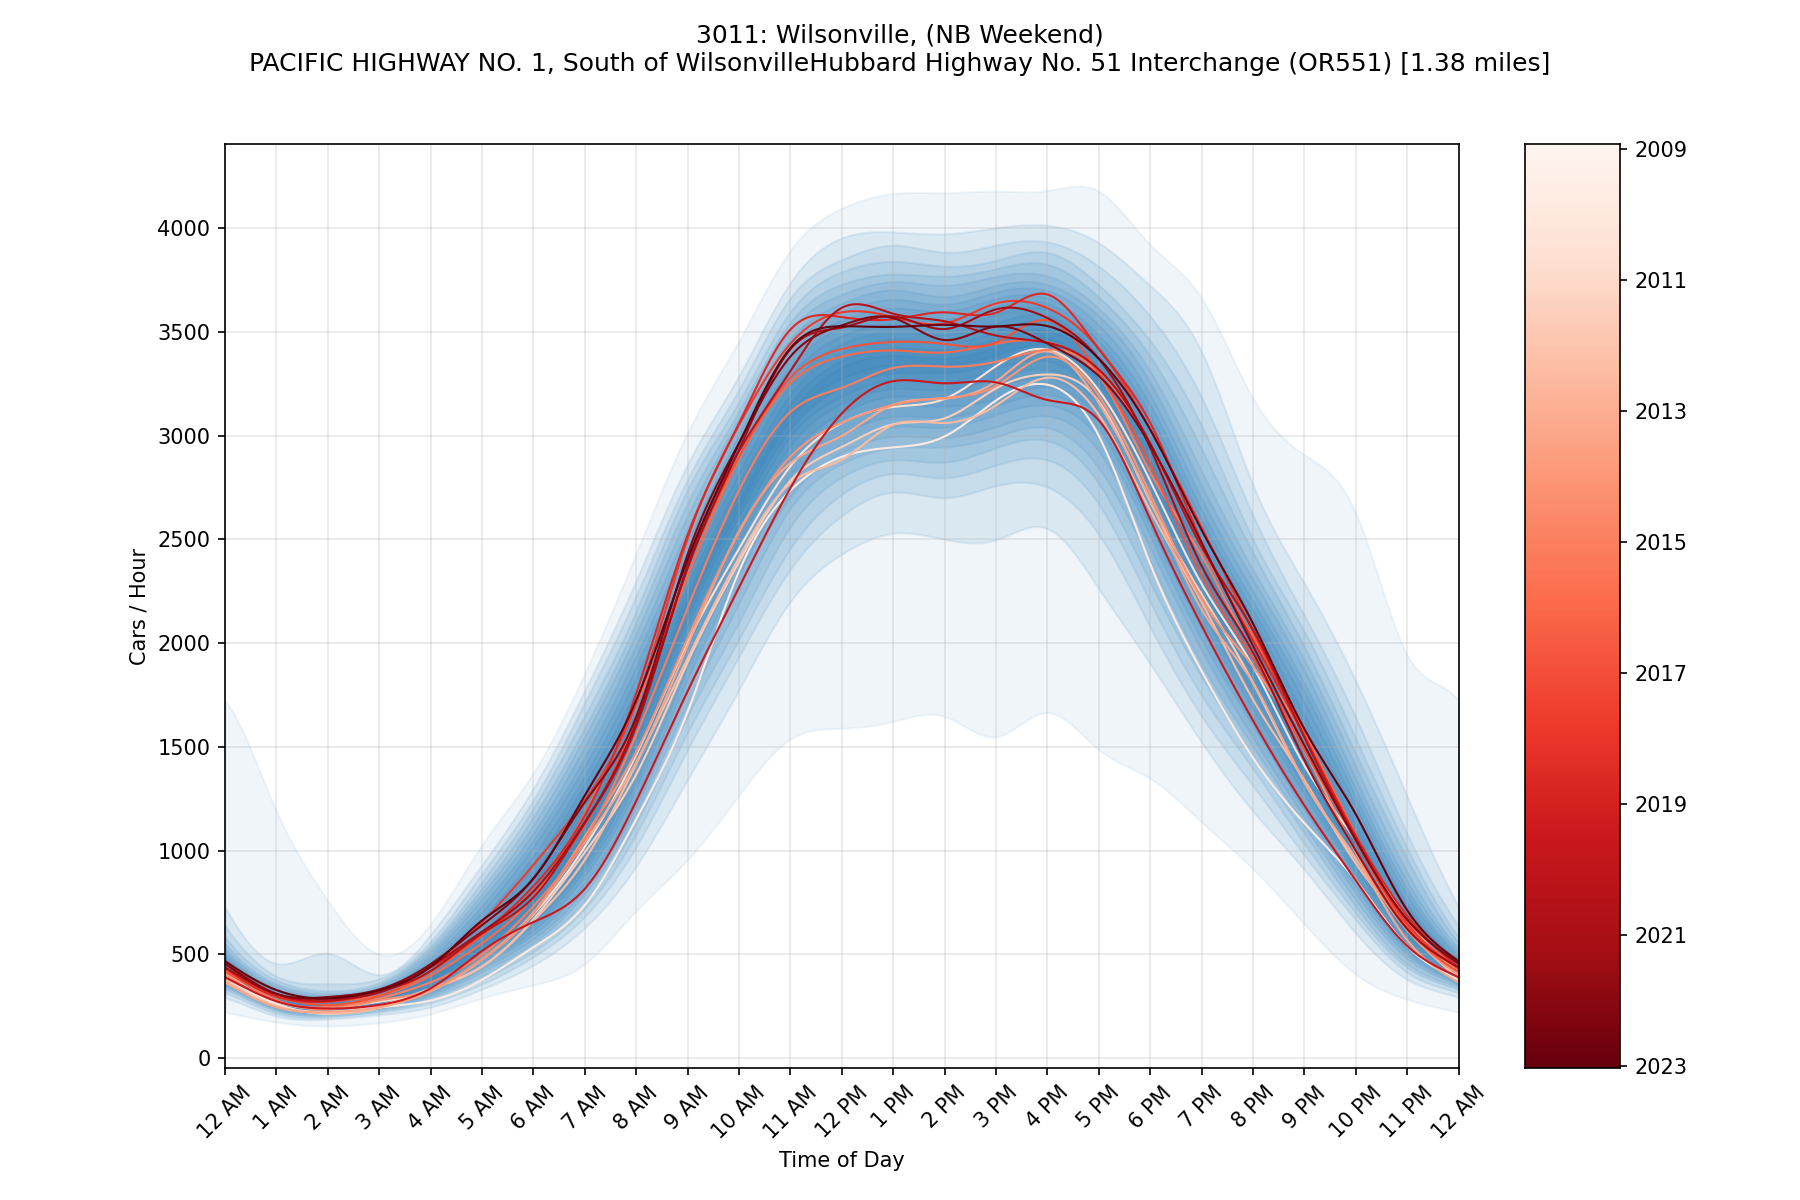 3011: Wilsonville, (NB Weekend)
PACIFIC HIGHWAY NO. 1, South of WilsonvilleHubbard Highway No. 51 Interchange (OR551) [1.38 miles]
Cars / Hour
4000
3500
3000
2500
2000
1500
1000
500
0
12 AM
1 AM
2 AM
3 AM
4 AM
5 AM
6 AM
7 AM
8 AM
9 AM
10 AM
11 AM
12 PM
1 PM
2 PM
3 PM
4 PM
5 PM
6 PM
7 PM
8 PM
9 PM
10 PM
11 PM
12 AM
Time of Day
2009
2011
2013
2015
2017
2019
2021
2023